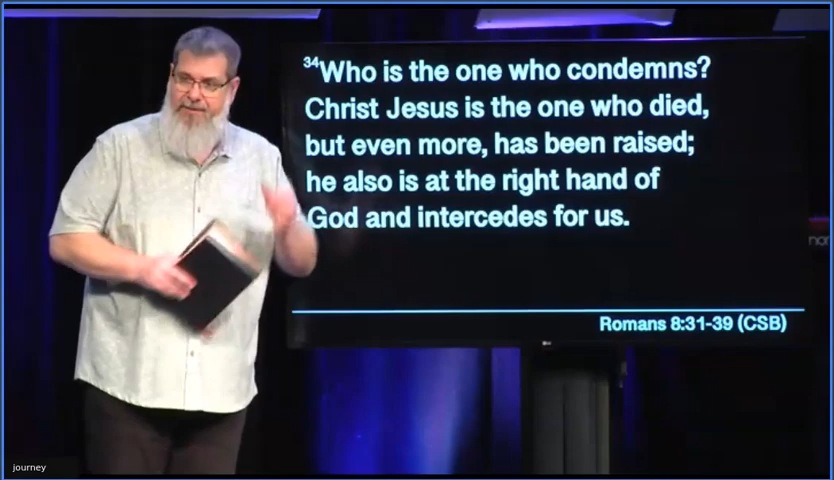 ³⁴Who is the one who condemns?
Christ Jesus is the one who died,
but even more, has been raised;
he also is at the right hand of
God and intercedes for us.
Romans 8:31-39 (CSB)
journey